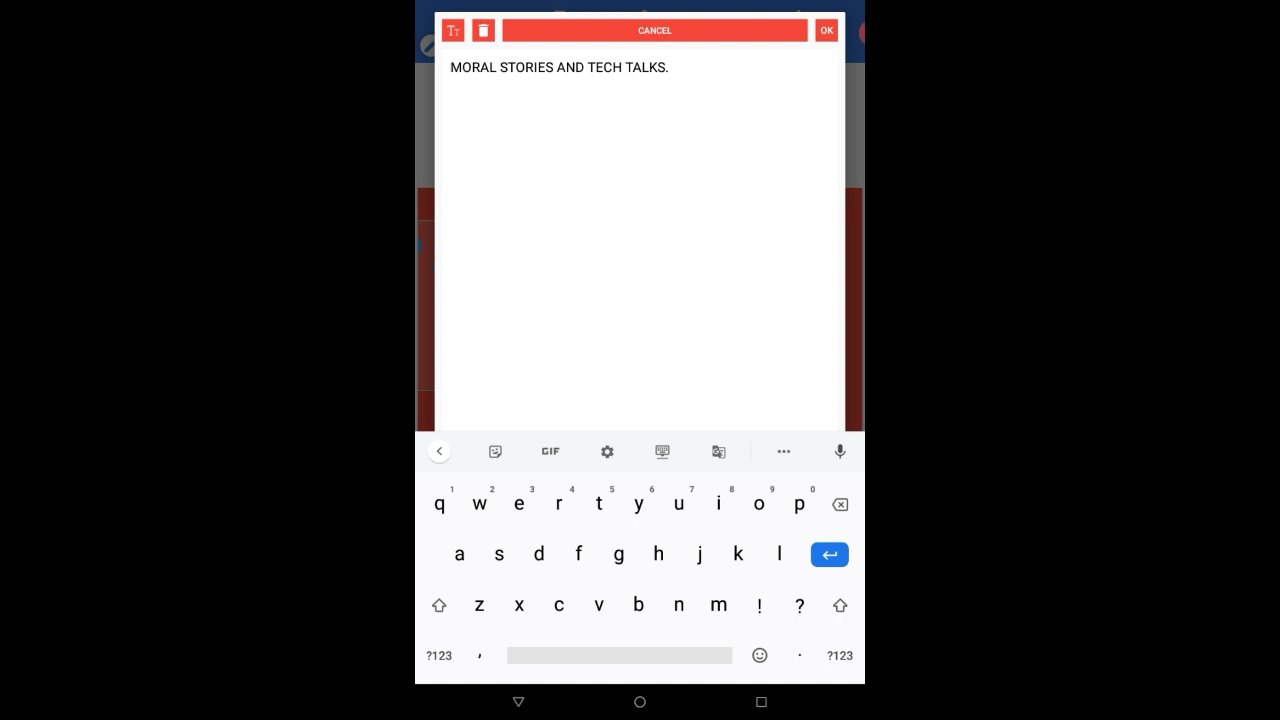 Tт CANCEL OK
MORAL STORIES AND TECH TALKS.
GIF
1 2 3 4 5 6 7 8 9 0
q w e r t y u i o p
a s d f g h j k l
z x c v b n m ! ?
?123 , . ?123